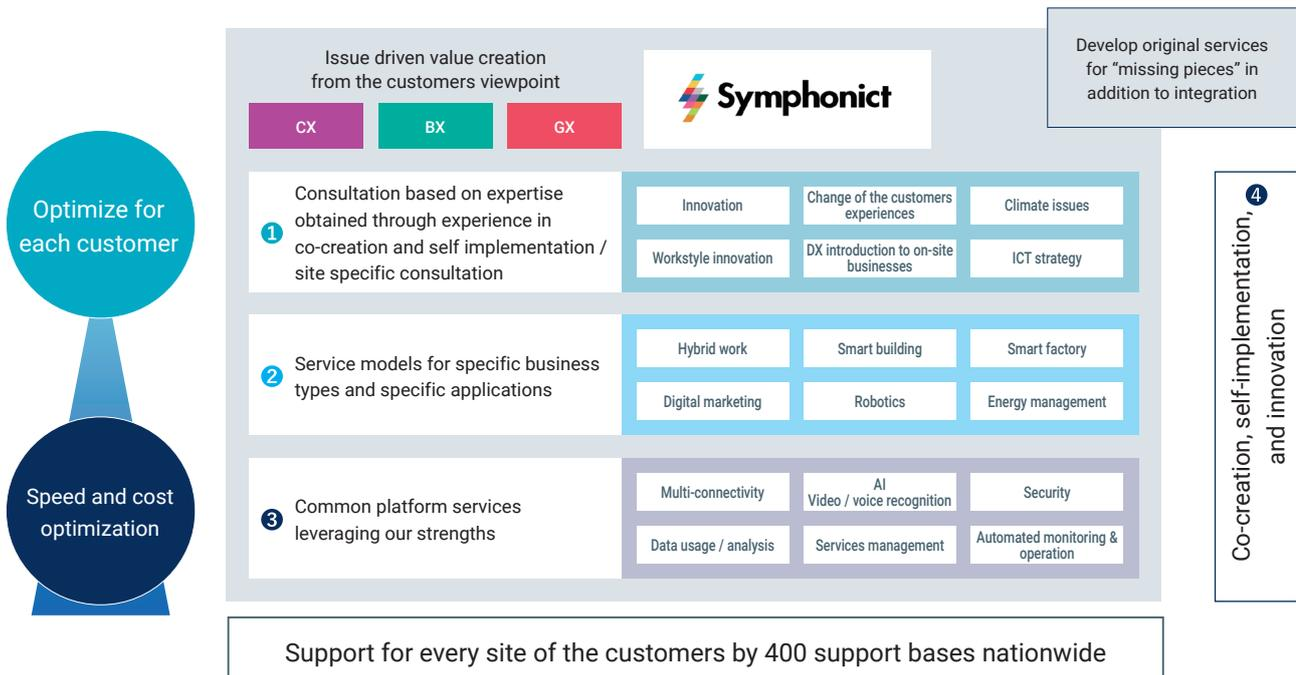 Issue driven value creation
from the customers viewpoint
CX
BX
GX
Symphonict
Develop original services
for “missing pieces” in
addition to integration
Optimize for
each customer
Speed and cost
optimization
1
Consultation based on expertise
obtained through experience in
co-creation and self implementation /
site specific consultation
Innovation
Change of the customers
experiences
Climate issues
Workstyle innovation
DX introduction to on-site
businesses
ICT strategy
2
Service models for specific business
types and specific applications
Hybrid work
Smart building
Smart factory
Digital marketing
Robotics
Energy management
3
Common platform services
leveraging our strengths
Multi-connectivity
AI
Video / voice recognition
Security
Data usage / analysis
Services management
Automated monitoring &
operation
4
Co-creation, self-implementation,
and innovation
Support for every site of the customers by 400 support bases nationwide